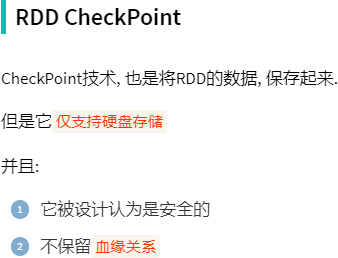 RDD CheckPoint
CheckPoint技术, 也是将RDD的数据, 保存起来.
但是它仅支持硬盘存储
并且:
1 它被设计认为是安全的
2 不保留血缘关系